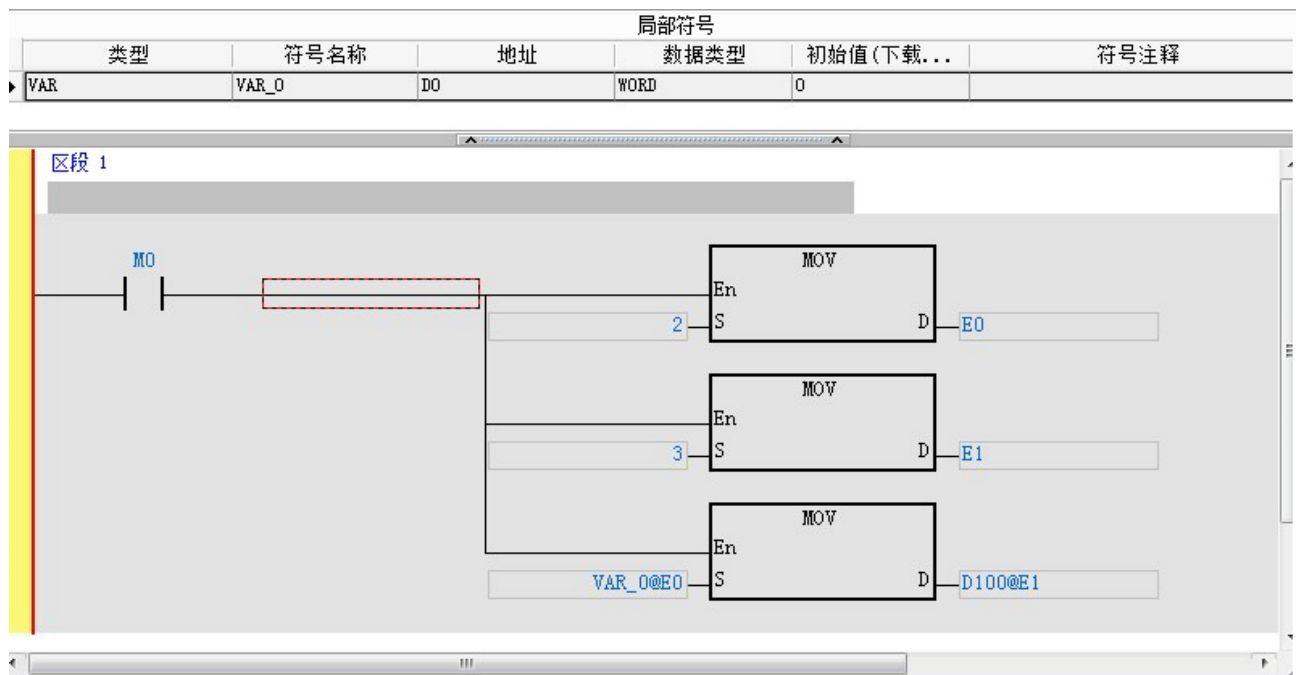 局部符号
类型 符号名称 地址 数据类型 初始值(下载... 符号注释
VAR VAR_0 D0 WORD 0
区段 1
M0
MOV
En
2 S D E0
MOV
En
3 S D E1
MOV
En
VAR_0@E0 S D D100@E1